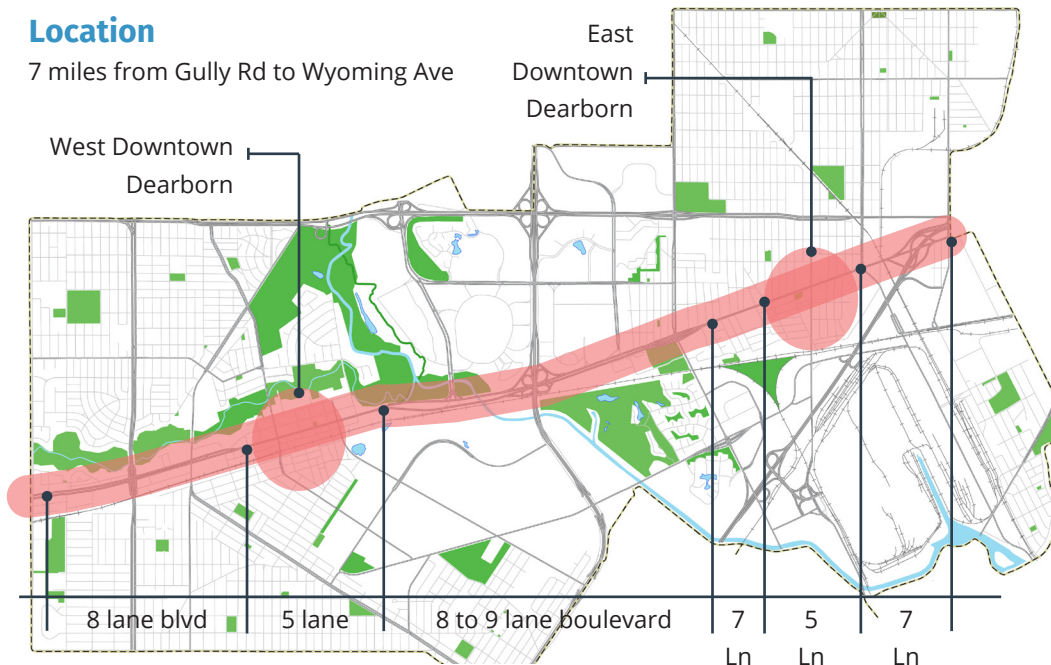 Location
7 miles from Gully Rd to Wyoming Ave
East
Downtown
Dearborn
West Downtown
Dearborn
8 lane blvd
5 lane
8 to 9 lane boulevard
7
Ln
5
Ln
7
Ln